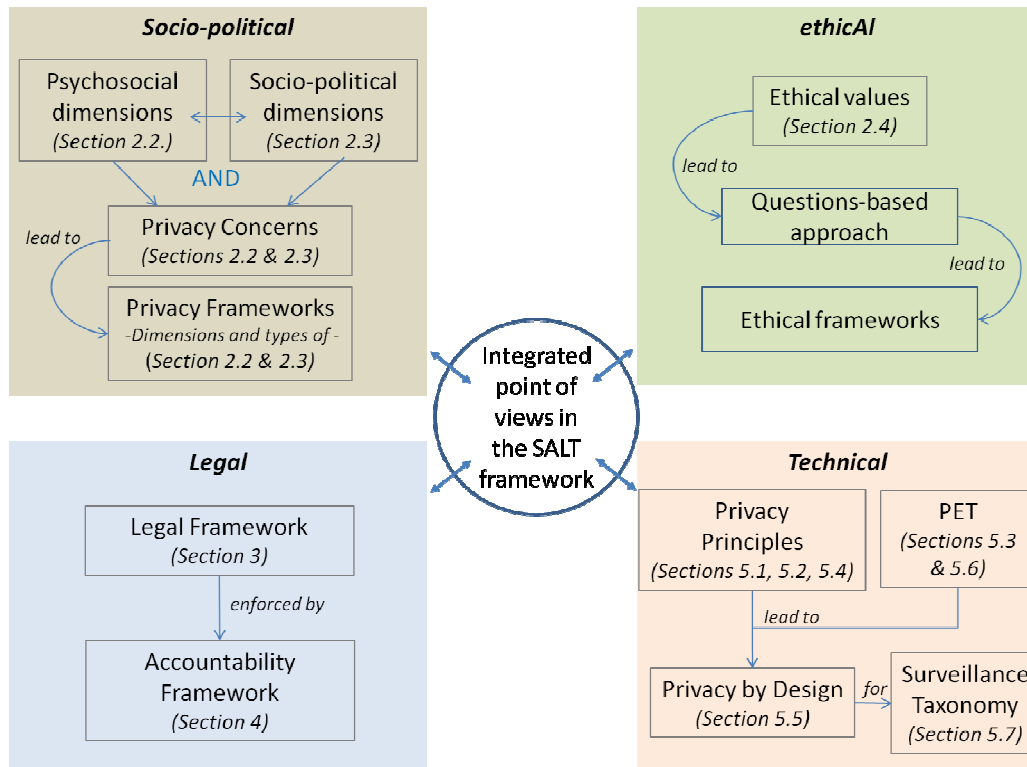 Socio-political
Psychosocial
dimensions
(Section 2.2.)
Socio-political
dimensions
(Section 2.3)
AND
Privacy Concerns
(Sections 2.2 & 2.3)
lead to
Privacy Frameworks
-Dimensions and types of -
(Section 2.2 & 2.3)
ethicAl
Ethical values
(Section 2.4)
lead to
Questions-based
approach
lead to
Ethical frameworks
Integrated
point of
views in
the SALT
framework
Legal
Legal Framework
(Section 3)
enforced by
Accountability
Framework
(Section 4)
Technical
Privacy
Principles
(Sections 5.1, 5.2, 5.4)
PET
(Sections 5.3
& 5.6)
lead to
Privacy by Design
(Section 5.5)
for
Surveillance
Taxonomy
(Section 5.7)